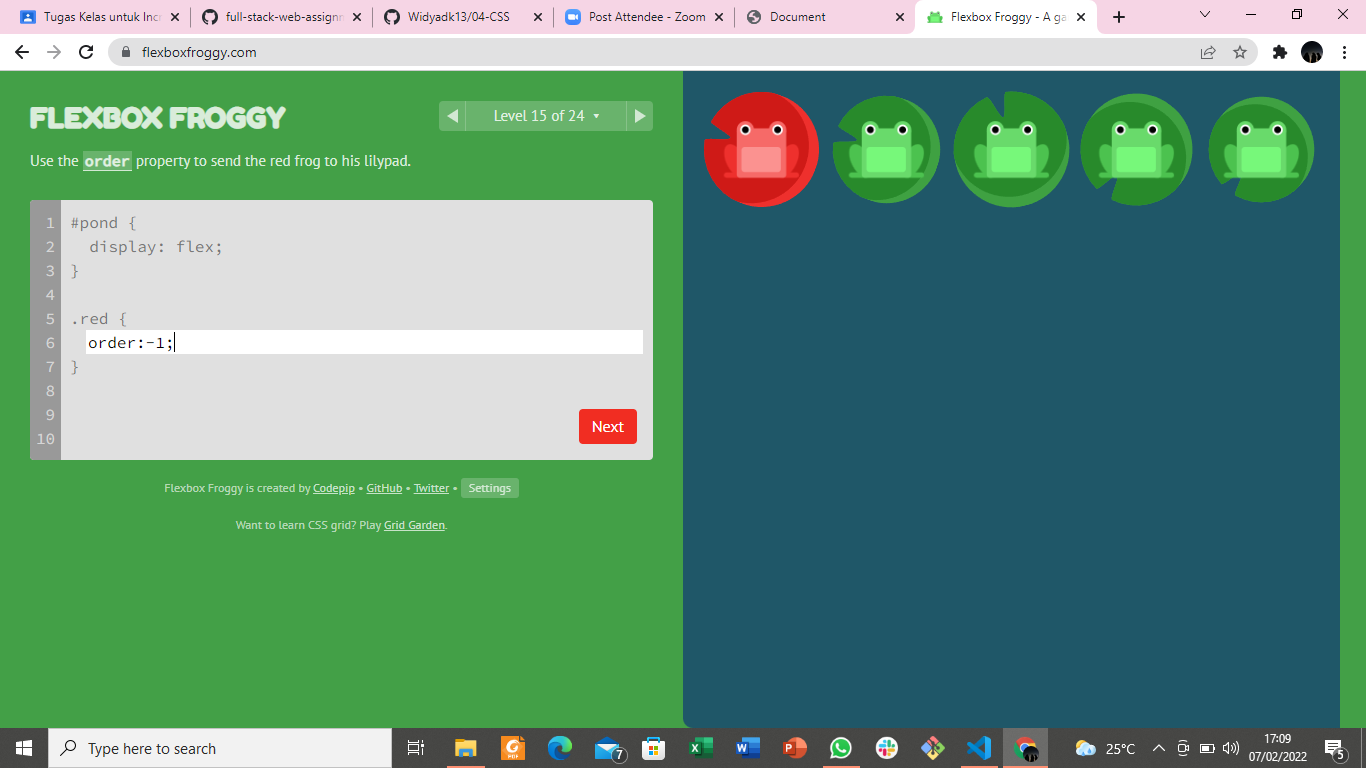 Tugas Kelas untuk Incr
full-stack-web-assignm
Widyadk13/04-CSS
Post Attendee - Zoom
Document
Flexbox Froggy - A ga
flexboxfroggy.com
FLEXBOX FROGGY
Level 15 of 24
Use the order property to send the red frog to his lilypad.
1 #pond {
2 display: flex;
3 }
4
5 .red {
6 order:-1;
7 }
8
9
10
Next
Flexbox Froggy is created by Codepip • GitHub • Twitter • Settings
Want to learn CSS grid? Play Grid Garden.
Type here to search
7
25°C
17:09
07/02/2022
5